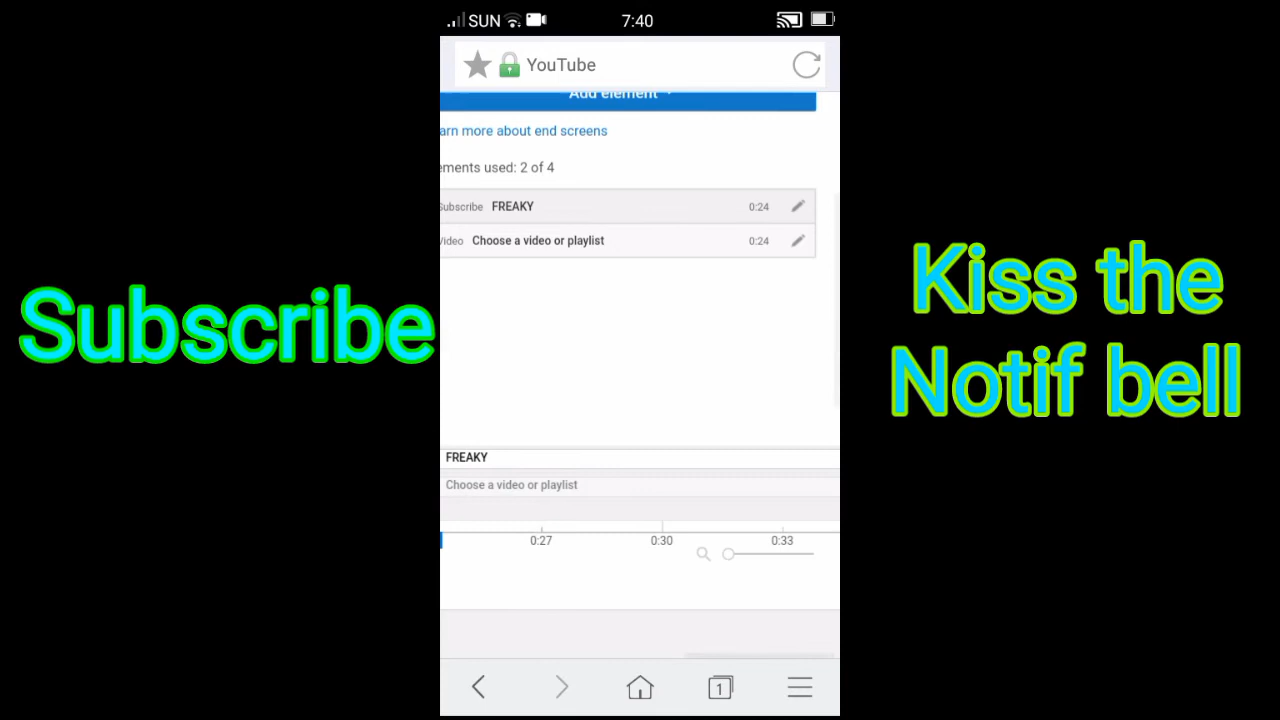 SUN
7:40
YouTube
Add element
arn more about end screens
ements used: 2 of 4
Subscribe FREAKY 0:24
Video Choose a video or playlist 0:24
FREAKY
Choose a video or playlist
0:27 0:30 0:33
1
Subscribe
Kiss the
Notif bell